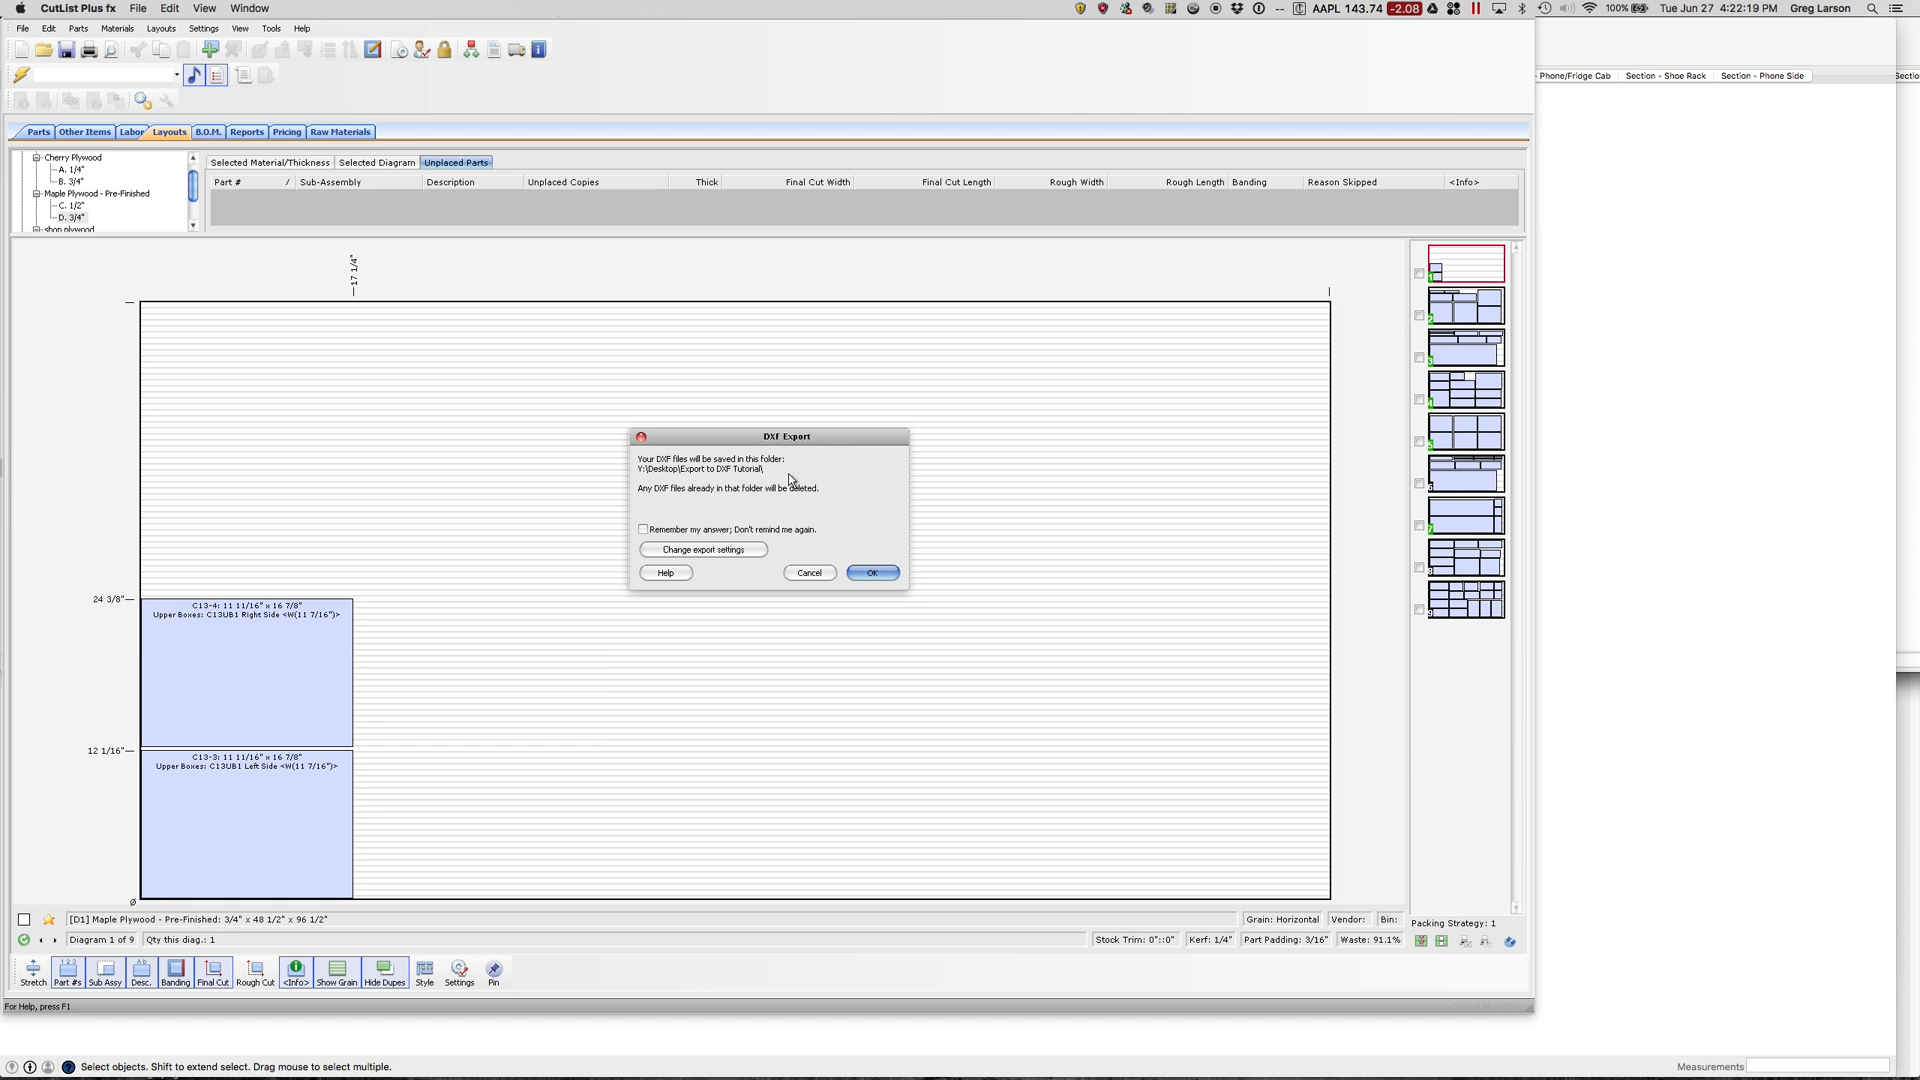 CutList Plus fx File Edit View Window
AAPL 143.74 -2.08 100% Tue Jun 27 4:22:19 PM Greg Larson
File Edit Parts Materials Layouts Settings View Tools Help
- Phone/Fridge Cab Section - Shoe Rack Section - Phone Side Sectio
Parts Other Items Labor Layouts B.O.M. Reports Pricing Raw Materials
Cherry Plywood
A. 1/4"
B. 3/4"
Maple Plywood - Pre-Finished
C. 1/2"
D. 3/4"
shop plywood
Selected Material/Thickness Selected Diagram Unplaced Parts
Part # / Sub-Assembly Description Unplaced Copies Thick Final Cut Width Final Cut Length Rough Width Rough Length Banding Reason Skipped <Info>
17 1/4"
DXF Export
Your DXF files will be saved in this folder:
Y:\Desktop\Export to DXF Tutorial\
Any DXF files already in that folder will be deleted.
Remember my answer; Don't remind me again.
Change export settings
Help Cancel OK
24 3/8"
C13-4: 11 11/16" x 16 7/8"
Upper Boxes: C13UB1 Right Side <W(11 7/16")>
12 1/16"
C13-3: 11 11/16" x 16 7/8"
Upper Boxes: C13UB1 Left Side <W(11 7/16")>
[D1] Maple Plywood - Pre-Finished: 3/4" x 48 1/2" x 96 1/2"
Grain: Horizontal Vendor: Bin:
Packing Strategy: 1
Diagram 1 of 9 Qty this diag.: 1
Stock Trim: 0"::0" Kerf: 1/4" Part Padding: 3/16" Waste: 91.1%
Stretch Part #s Sub Assy Desc. Banding Final Cut Rough Cut <Info> Show Grain Hide Dupes Style Settings Pin
For Help, press F1
Select objects. Shift to extend select. Drag mouse to select multiple.
Measurements